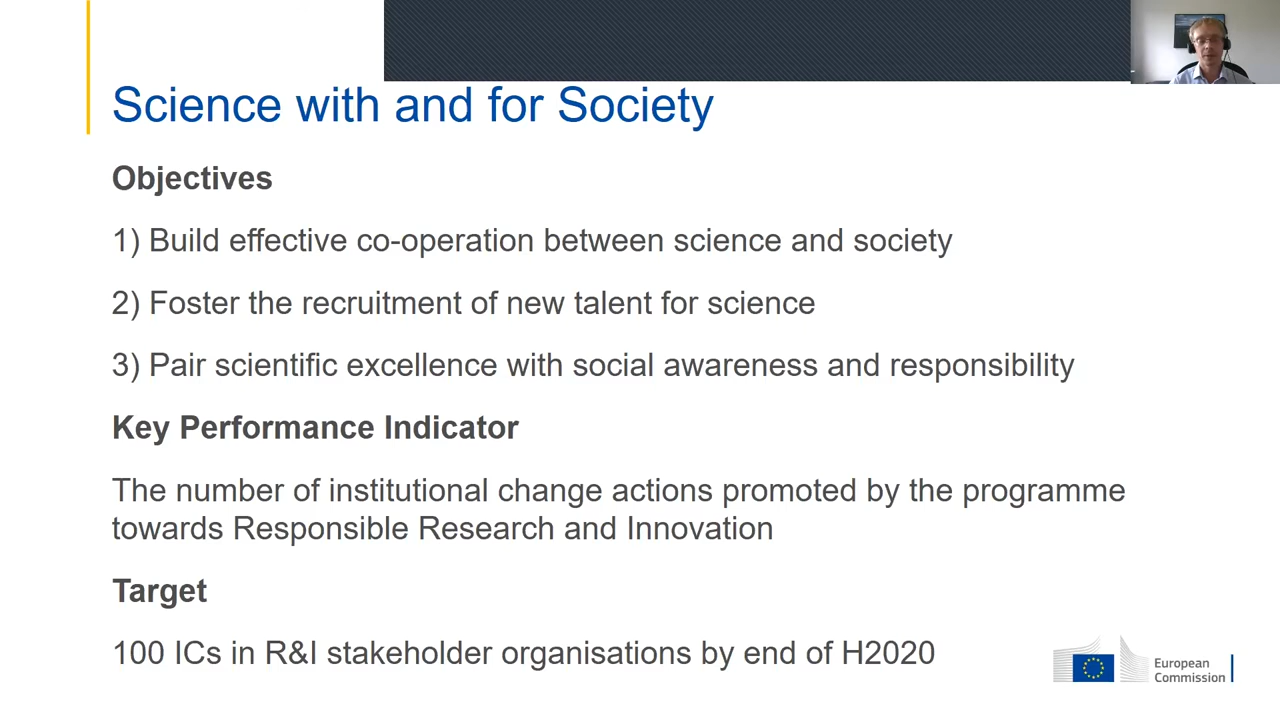 Science with and for Society
Objectives
1) Build effective co-operation between science and society
2) Foster the recruitment of new talent for science
3) Pair scientific excellence with social awareness and responsibility
Key Performance Indicator
The number of institutional change actions promoted by the programme
towards Responsible Research and Innovation
Target
100 ICs in R&I stakeholder organisations by end of H2020
European
Commission